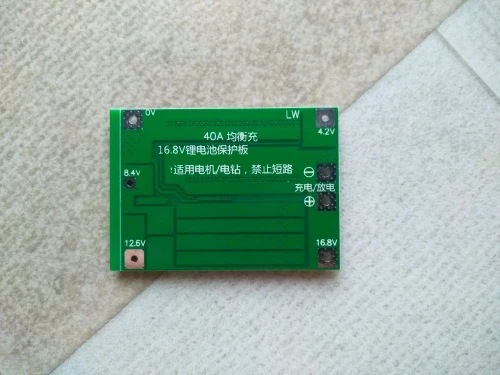 0V
LW
4.2V
40A 均衡充
16.8V锂电池保护板
适用电机/电钻，禁止短路
8.4V
充电/放电
12.6V
16.8V